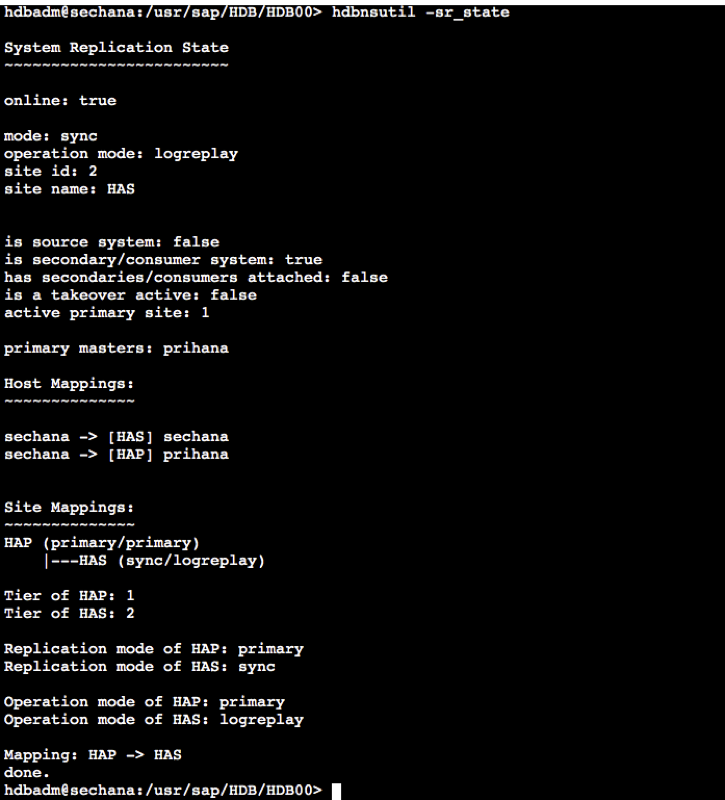 hdbadm@sechana:/usr/sap/HDB/HDB00> hdbnsutil -sr_state
System Replication State
~~~~~~~~~~~~~~~~~~~~~~~~
online: true
mode: sync
operation mode: logreplay
site id: 2
site name: HAS
is source system: false
is secondary/consumer system: true
has secondaries/consumers attached: false
is a takeover active: false
active primary site: 1
primary masters: prihana
Host Mappings:
~~~~~~~~~~~~~~
sechana -> [HAS] sechana
sechana -> [HAP] prihana
Site Mappings:
~~~~~~~~~~~~~~
HAP (primary/primary)
    |---HAS (sync/logreplay)
Tier of HAP: 1
Tier of HAS: 2
Replication mode of HAP: primary
Replication mode of HAS: sync
Operation mode of HAP: primary
Operation mode of HAS: logreplay
Mapping: HAP -> HAS
done.
hdbadm@sechana:/usr/sap/HDB/HDB00>